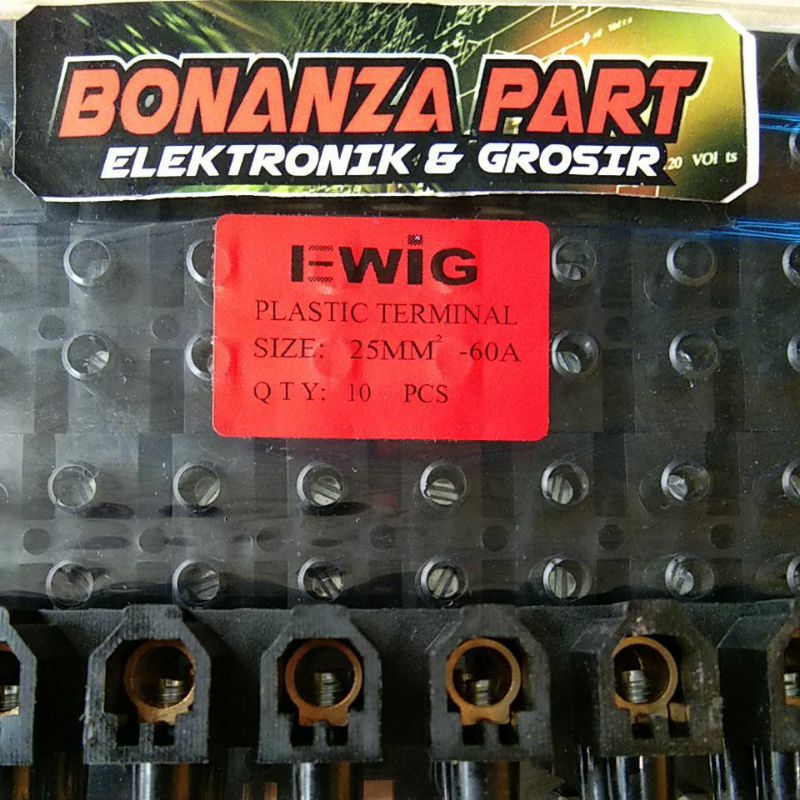 BONANZA PART
ELEKTRONIK & GROSIR
20 VOl ts
EWIG
PLASTIC TERMINAL
SIZE: 25MM² -60A
QTY: 10 PCS